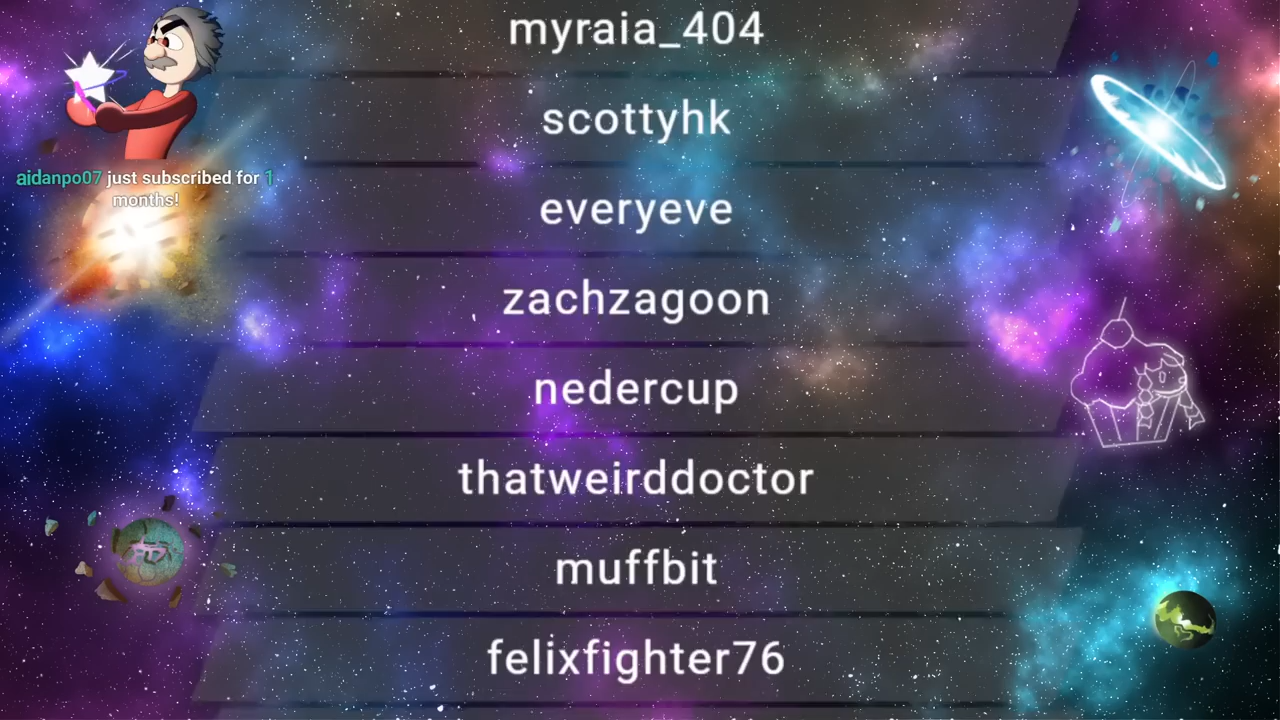 myraia_404
scottyhk
aidanpo07 just subscribed for 1
months!
everyeve
zachzagoon
nedercup
thatweirddoctor
muffbit
felixfighter76